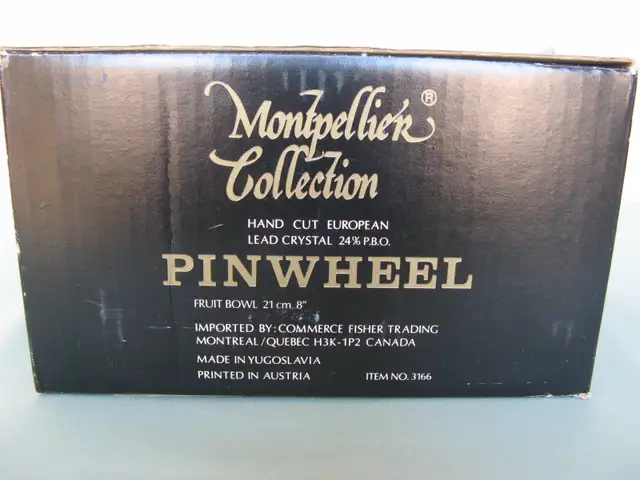 Montpellier ®
Collection
HAND CUT EUROPEAN
LEAD CRYSTAL 24% P.B.O.
PINWHEEL
FRUIT BOWL 21 cm. 8"
IMPORTED BY: COMMERCE FISHER TRADING
MONTREAL/QUEBEC H3K-1P2 CANADA
MADE IN YUGOSLAVIA
PRINTED IN AUSTRIA ITEM NO. 3166